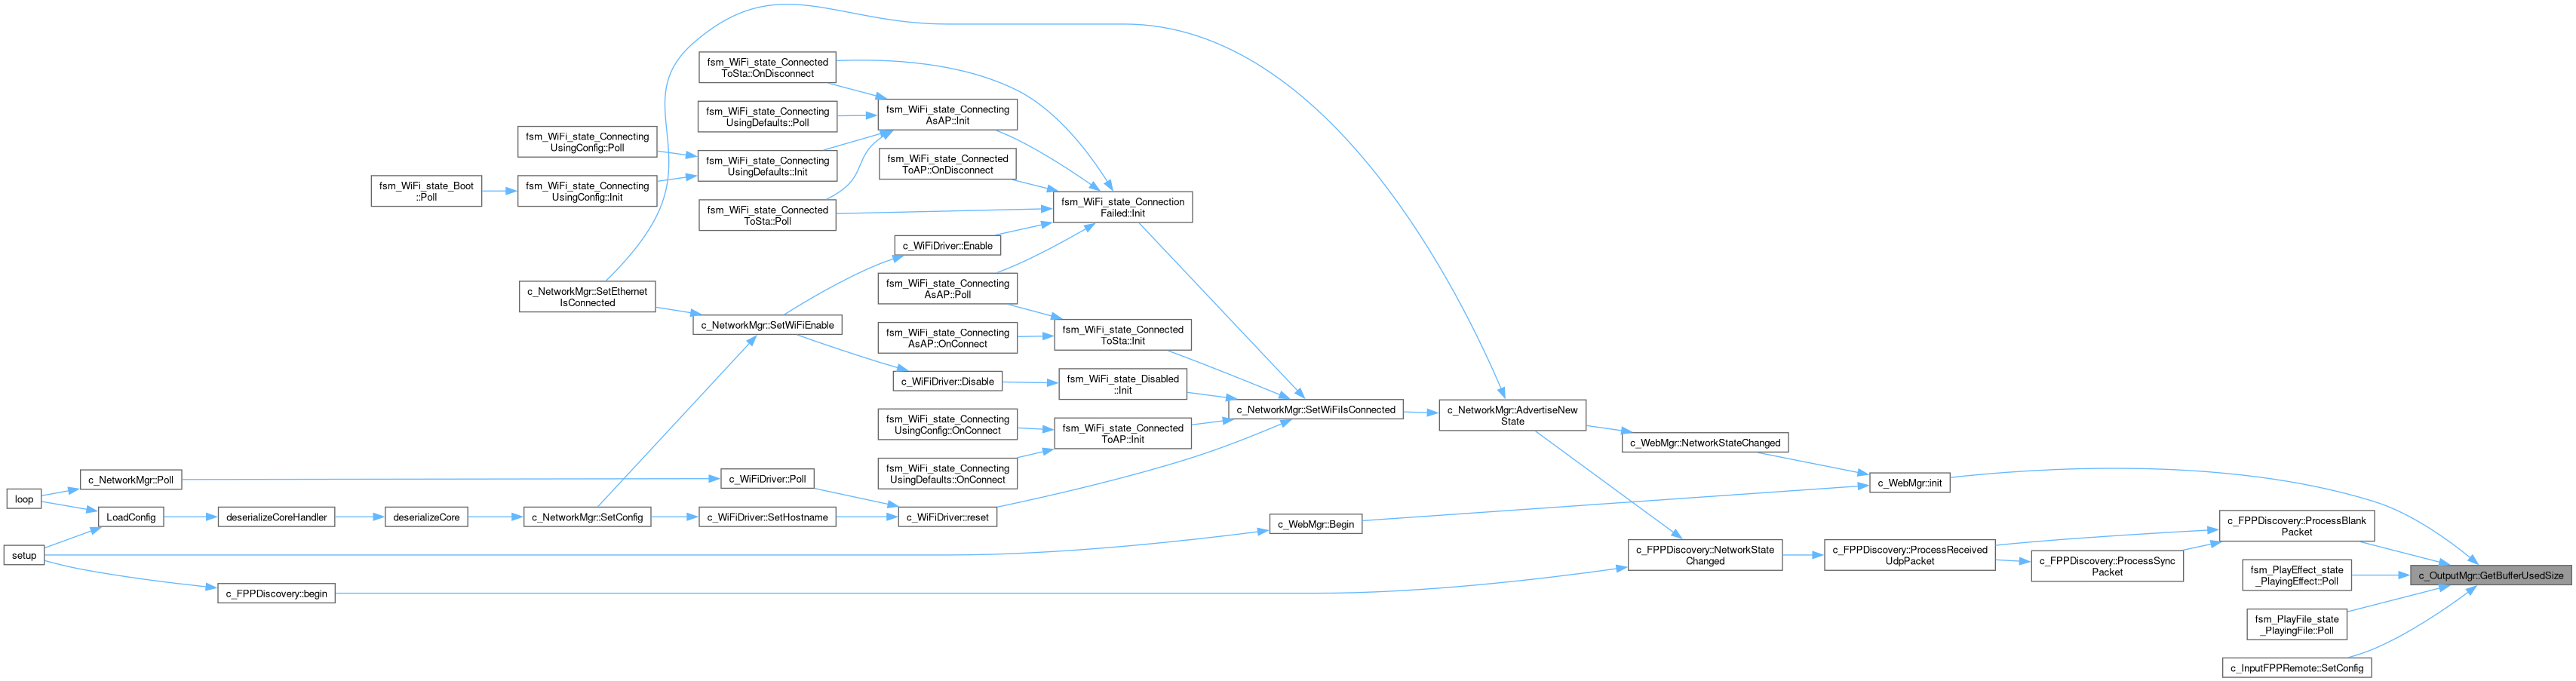 loop
setup
c_NetworkMgr::Poll
LoadConfig
deserializeCoreHandler
c_FPPDiscovery::begin
fsm_WiFi_state_Boot
::Poll
deserializeCore
fsm_WiFi_state_Connecting
UsingConfig::Poll
fsm_WiFi_state_Connecting
UsingConfig::Init
c_NetworkMgr::SetEthernet
IsConnected
c_NetworkMgr::SetConfig
fsm_WiFi_state_Connected
ToSta::OnDisconnect
fsm_WiFi_state_Connecting
UsingDefaults::Poll
fsm_WiFi_state_Connecting
UsingDefaults::Init
fsm_WiFi_state_Connected
ToSta::Poll
c_NetworkMgr::SetWiFiEnable
c_WiFiDriver::Poll
c_WiFiDriver::SetHostname
fsm_WiFi_state_Connecting
AsAP::Init
fsm_WiFi_state_Connected
ToAP::OnDisconnect
c_WiFiDriver::Enable
fsm_WiFi_state_Connecting
AsAP::Poll
fsm_WiFi_state_Connecting
AsAP::OnConnect
c_WiFiDriver::Disable
fsm_WiFi_state_Connecting
UsingConfig::OnConnect
fsm_WiFi_state_Connecting
UsingDefaults::OnConnect
c_WiFiDriver::reset
fsm_WiFi_state_Connection
Failed::Init
fsm_WiFi_state_Connected
ToSta::Init
fsm_WiFi_state_Disabled
::Init
fsm_WiFi_state_Connected
ToAP::Init
c_NetworkMgr::SetWiFiIsConnected
c_WebMgr::Begin
c_NetworkMgr::AdvertiseNew
State
c_WebMgr::NetworkStateChanged
c_FPPDiscovery::NetworkState
Changed
c_WebMgr::init
c_FPPDiscovery::ProcessReceived
UdpPacket
c_FPPDiscovery::ProcessSync
Packet
c_FPPDiscovery::ProcessBlank
Packet
fsm_PlayEffect_state
_PlayingEffect::Poll
fsm_PlayFile_state
_PlayingFile::Poll
c_InputFPPRemote::SetConfig
c_OutputMgr::GetBufferUsedSize